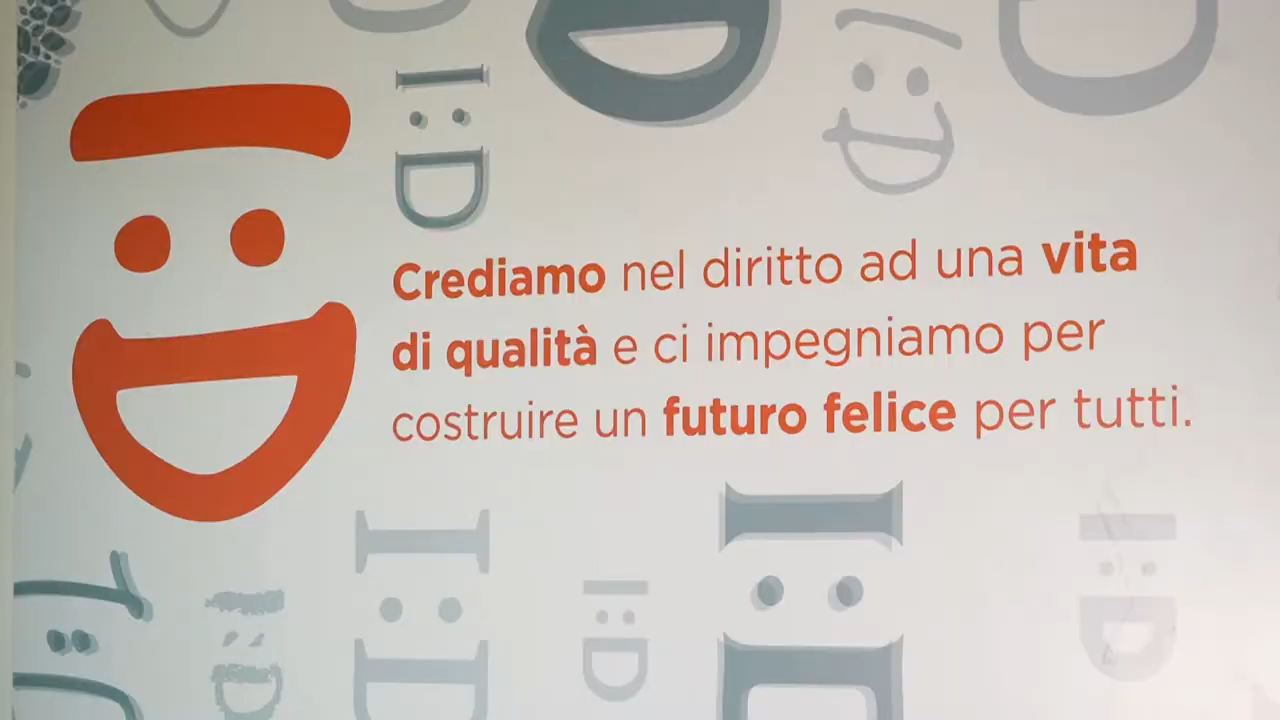 Crediamo nel diritto ad una vita
di qualità e ci impegniamo per
costruire un futuro felice per tutti.